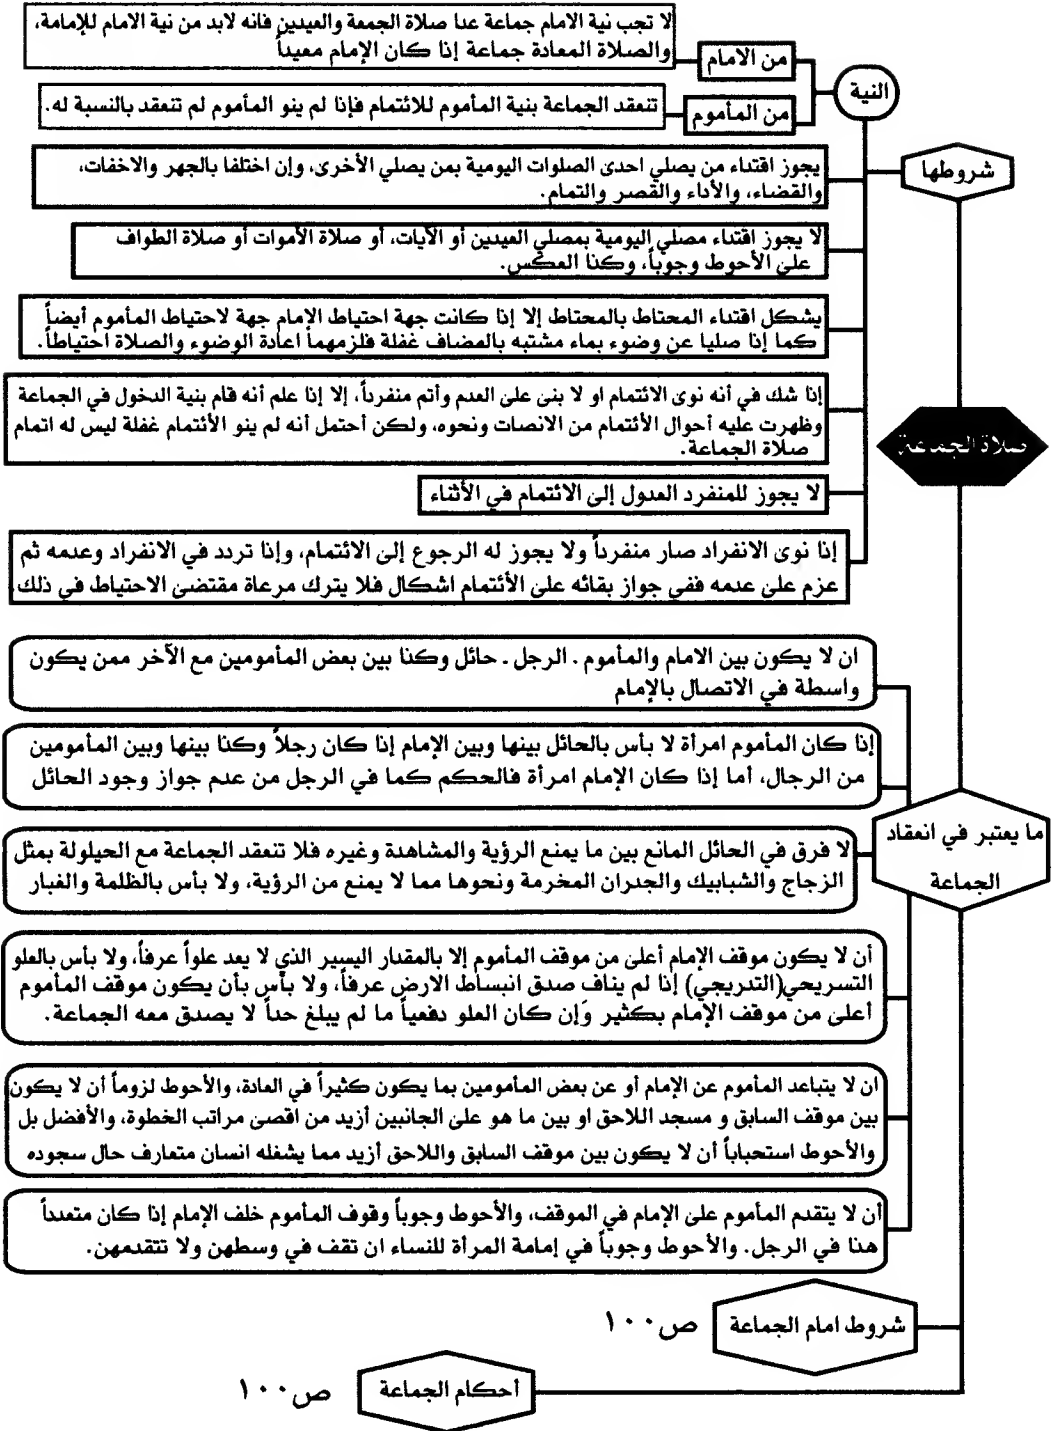 لا تجب نية الامام جماعة عدا صلاة الجمعة والعيدين فانه لابد من نية الامام للإمامة،
والصلاة المعادة جماعة إذا كان الإمام معيداً
من الامام
النية
تنعقد الجماعة بنية المأموم للائتمام فإذا لم ينو المأموم لم تنعقد بالنسبة له.
من المأموم
شروطها
يجوز اقتداء من يصلي احدى الصلوات اليومية بمن يصلي الأخرى، وإن اختلفا بالجهر والاخفات،
والقضاء، والأداء والقصر والتمام.
لا يجوز اقتداء مصلي اليومية بمصلي العيدين أو الآيات، أو صلاة الأموات أو صلاة الطواف
على الأحوط وجوباً، وكذا العكس.
يشكل اقتداء المحتاط بالمحتاط إلا إذا كانت جهة احتياط الإمام جهة لاحتياط المأموم أيضاً
كما إذا صليا عن وضوء بماء مشتبه بالمضاف غفلة فلزمهما اعادة الوضوء والصلاة احتياطاً.
إذا شك في أنه نوى الائتمام او لا بنى على العدم وأتم منفرداً، إلا إذا علم أنه قام بنية الدخول في الجماعة
وظهرت عليه أحوال الأئتمام من الانصات ونحوه، ولكن أحتمل أنه لم ينو الأئتمام غفلة ليس له اتمام
صلاة الجماعة.
صلاة الجمعة
لا يجوز للمنفرد العدول إلى الائتمام في الأثناء
إذا نوى الانفراد صار منفرداً ولا يجوز له الرجوع إلى الائتمام، وإذا تردد في الانفراد وعدمه ثم
عزم على عدمه ففي جواز بقائه على الأئتمام اشكال فلا يترك مرعاة مقتضى الاحتياط في ذلك.
ان لا يكون بين الامام والمأموم . الرجل . حائل وكذا بين بعض المأمومين مع الآخر ممن يكون
واسطة في الاتصال بالإمام
إذا كان المأموم امرأة لا بأس بالحائل بينها وبين الإمام إذا كان رجلاً وكذا بينها وبين المأمومين
من الرجال، أما إذا كان الإمام امرأة فالحكم كما في الرجل من عدم جواز وجود الحائل
ما يعتبر في انعقاد
الجماعة
لا فرق في الحائل المانع بين ما يمنع الرؤية والمشاهدة وغيره فلا تنعقد الجماعة مع الحيلولة بمثل
الزجاج والشبابيك والجدران المخرمة ونحوها مما لا يمنع من الرؤية، ولا بأس بالظلمة والغبار
أن لا يكون موقف الإمام أعلى من موقف المأموم إلا بالمقدار اليسير الذي لا يعد علواً عرفاً، ولا بأس بالعلو
التسريحي(التدريجي) إذا لم يناف صدق انبساط الارض عرفاً، ولا بأس بأن يكون موقف المأموم
أعلى من موقف الإمام بكثير وَإن كان العلو دفعياً ما لم يبلغ حداً لا يصدق معه الجماعة.
ان لا يتباعد المأموم عن الإمام أو عن بعض المأمومين بما يكون كثيراً في العادة، والأحوط لزوماً أن لا يكون
بين موقف السابق و مسجد اللاحق او بين ما هو على الجانبين أزيد من اقصى مراتب الخطوة، والأفضل بل
والأحوط استحباباً أن لا يكون بين موقف السابق واللاحق أزيد مما يشغله انسان متعارف حال سجوده
أن لا يتقدم المأموم على الإمام في الموقف، والأحوط وجوباً وقوف المأموم خلف الإمام إذا كان متعدداً
هذا في الرجل. والأحوط وجوباً في إمامة المرأة للنساء ان تقف في وسطهن ولا تتقدمهن.
شروط امام الجماعة
ص١٠٠
أحكام الجماعة
ص١٠٠